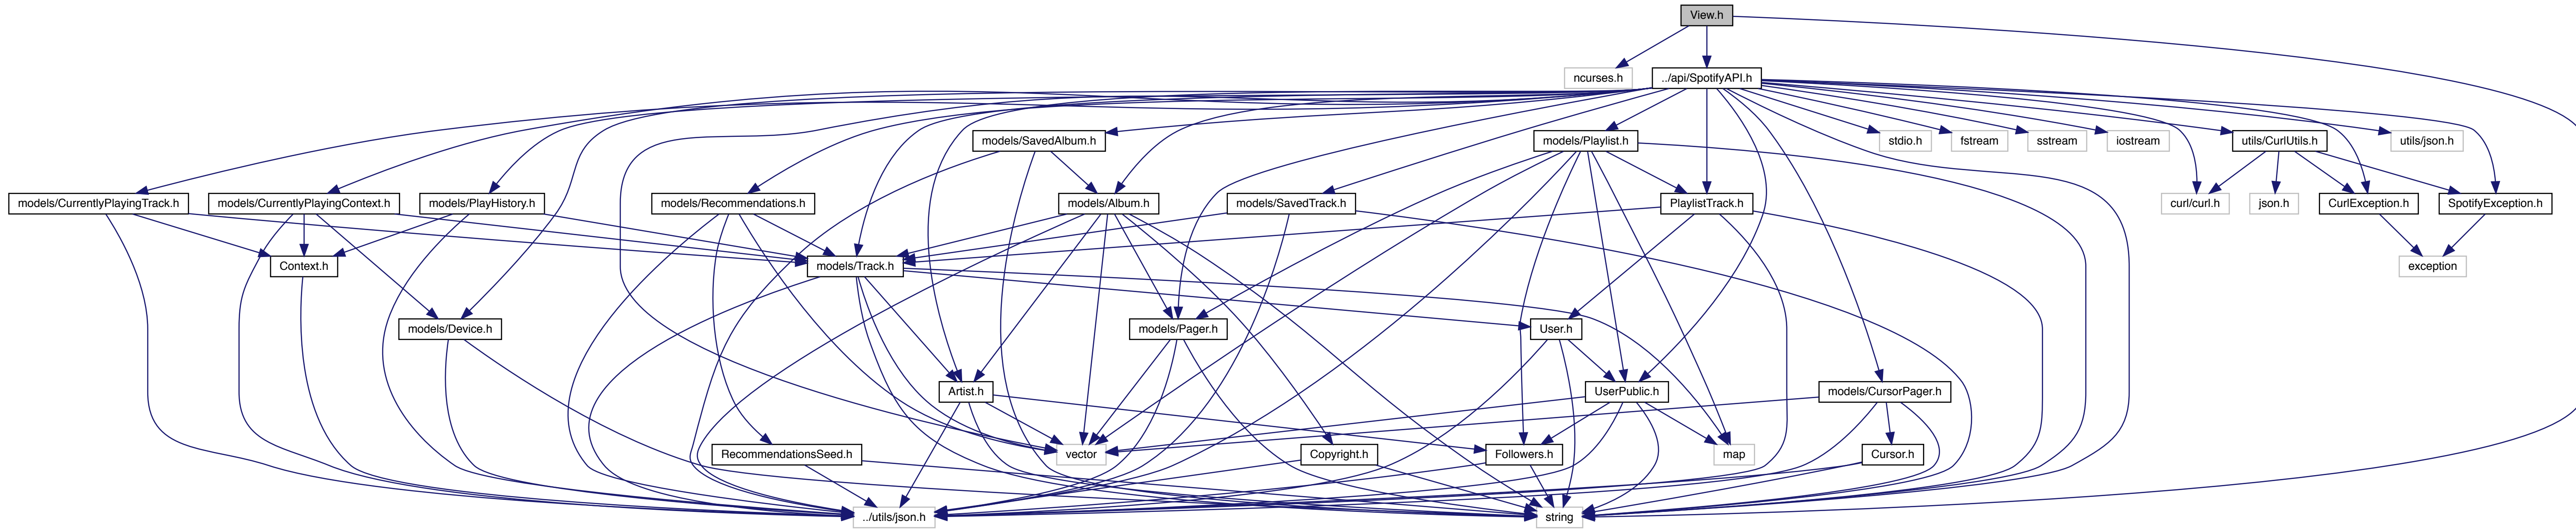 View.h
ncurses.h
../api/SpotifyAPI.h
models/SavedAlbum.h
models/Playlist.h
stdio.h
fstream
sstream
iostream
utils/CurlUtils.h
utils/json.h
models/CurrentlyPlayingTrack.h
models/CurrentlyPlayingContext.h
models/PlayHistory.h
models/Recommendations.h
models/Album.h
models/SavedTrack.h
PlaylistTrack.h
curl/curl.h
json.h
CurlException.h
SpotifyException.h
Context.h
models/Track.h
exception
models/Device.h
models/Pager.h
User.h
Artist.h
UserPublic.h
models/CursorPager.h
RecommendationsSeed.h
vector
Copyright.h
Followers.h
map
Cursor.h
../utils/json.h
string